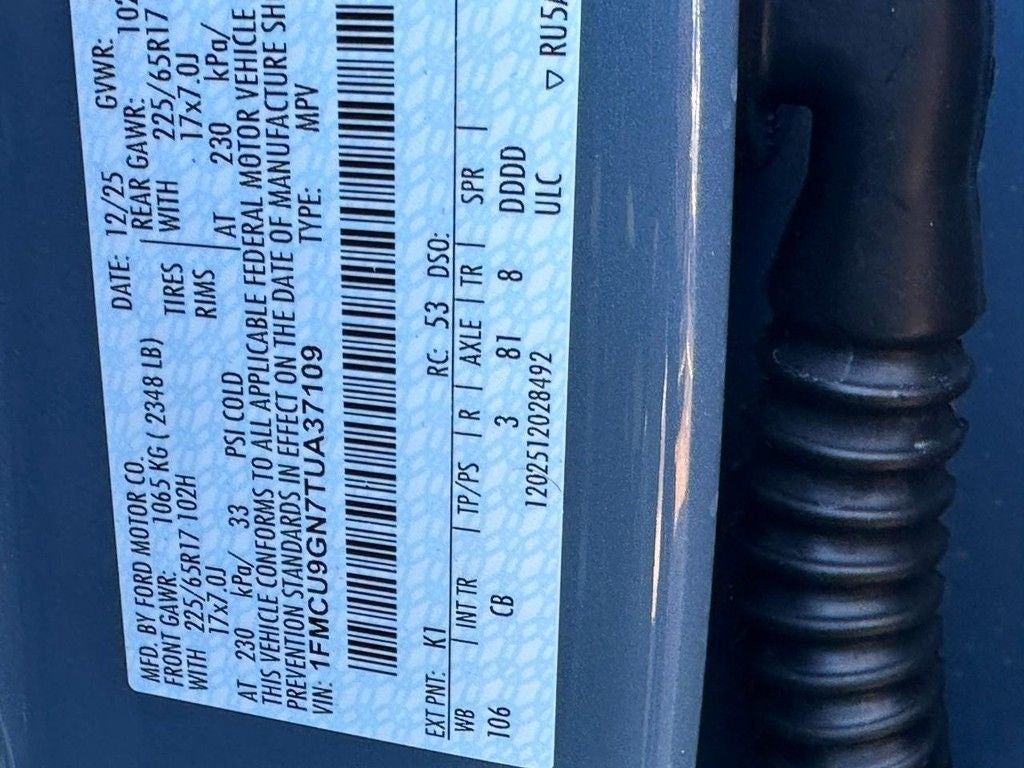 MFD. BY FORD MOTOR CO. DATE: 12/25 GVWR:
FRONT GAWR: 1065 KG ( 2348 LB) REAR GAWR: 102
WITH 225/65R17 102H TIRES WITH 225/65R17
17x7.0J RIMS 17x7.0J
AT 230 kPa/ 33 PSI COLD AT 230 kPa/
THIS VEHICLE CONFORMS TO ALL APPLICABLE FEDERAL MOTOR VEHICLE
PREVENTION STANDARDS IN EFFECT ON THE DATE OF MANUFACTURE SH
VIN: 1FMCU9GN7TUA37109 TYPE: MPV
EXT PNT: K1 RC: 53 DSO:
WB | INT TR | TP/PS | R | AXLE | TR | SPR |
106 CB 3 81 8 DDDD
1202512028492 ULC ▽ RU5A